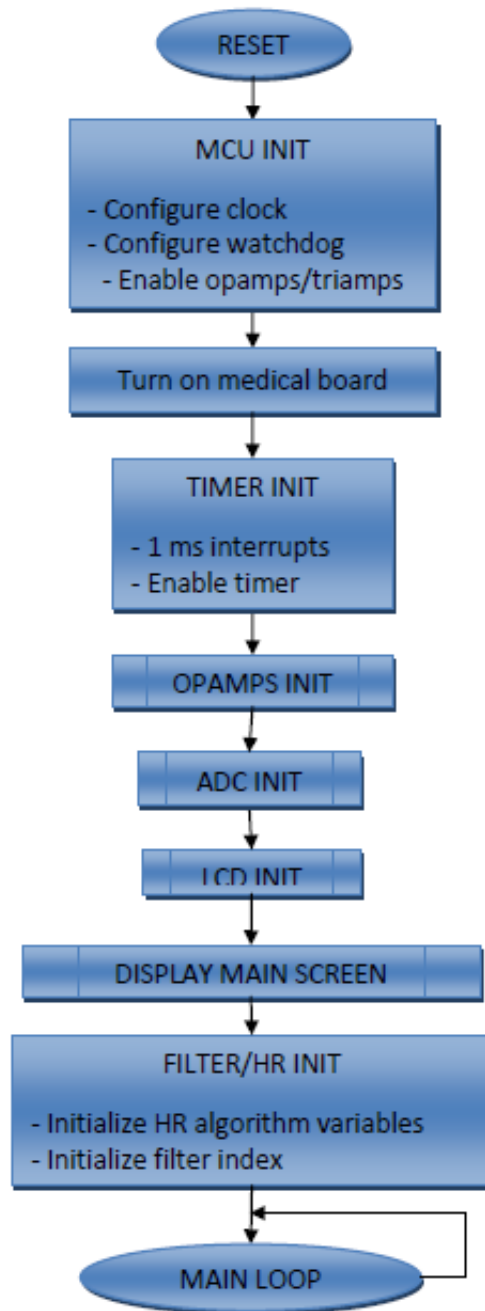 RESET
MCU INIT
- Configure clock
- Configure watchdog
- Enable opamps/triamps
Turn on medical board
TIMER INIT
- 1 ms interrupts
- Enable timer
OPAMPS INIT
ADC INIT
LCD INIT
DISPLAY MAIN SCREEN
FILTER/HR INIT
- Initialize HR algorithm variables
- Initialize filter index
MAIN LOOP